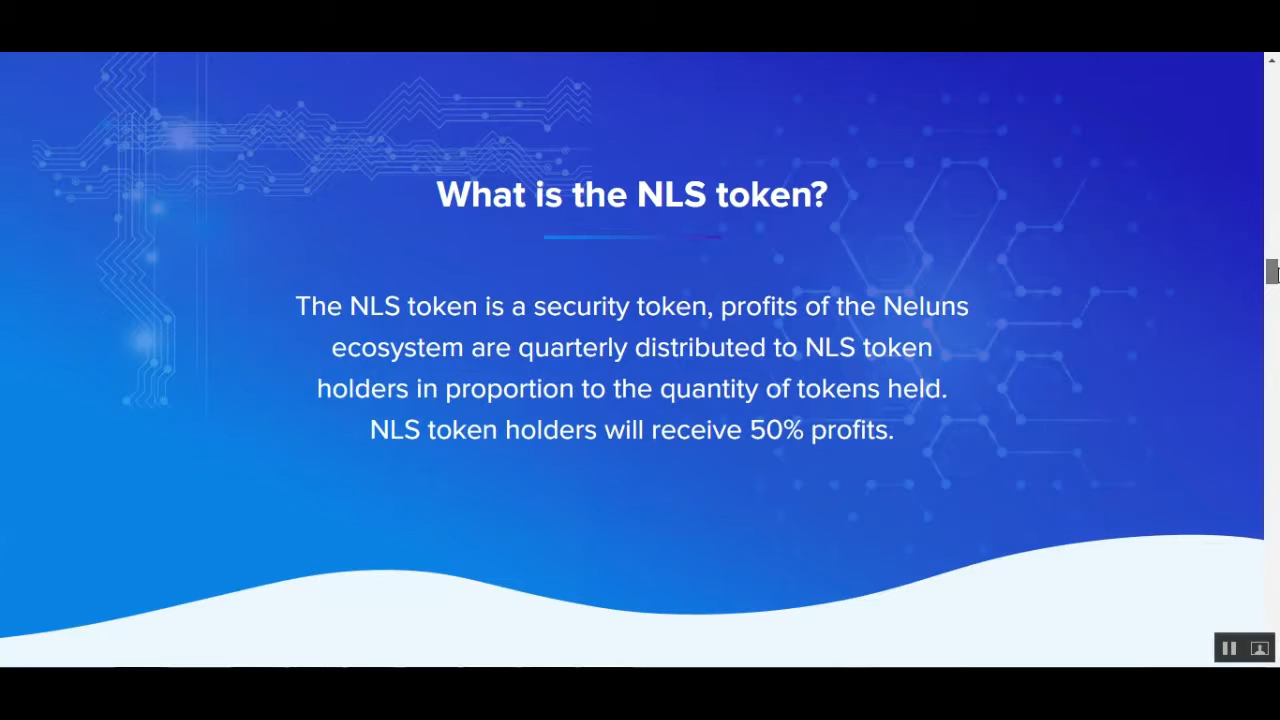 What is the NLS token?
The NLS token is a security token, profits of the Neluns
ecosystem are quarterly distributed to NLS token
holders in proportion to the quantity of tokens held.
NLS token holders will receive 50% profits.